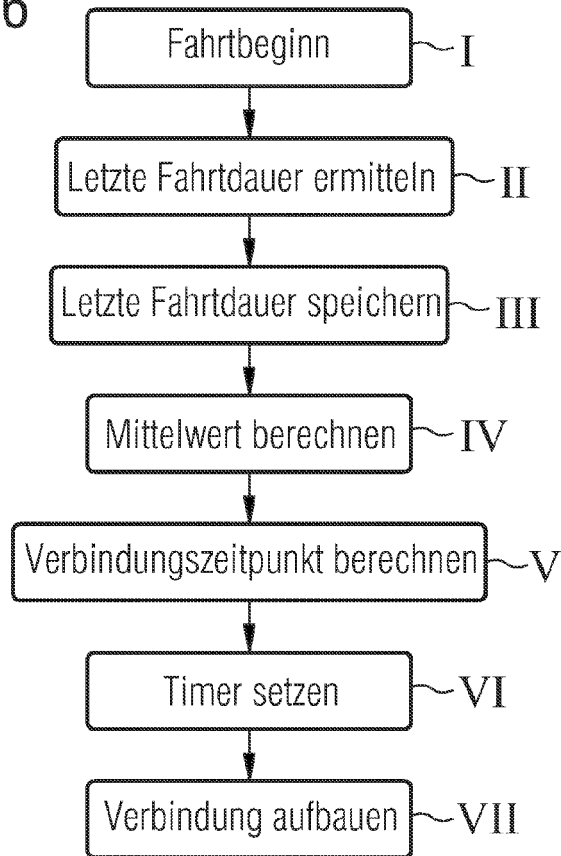 6
Fahrtbeginn I
Letzte Fahrtdauer ermitteln II
Letzte Fahrtdauer speichern III
Mittelwert berechnen IV
Verbindungszeitpunkt berechnen V
Timer setzen VI
Verbindung aufbauen VII